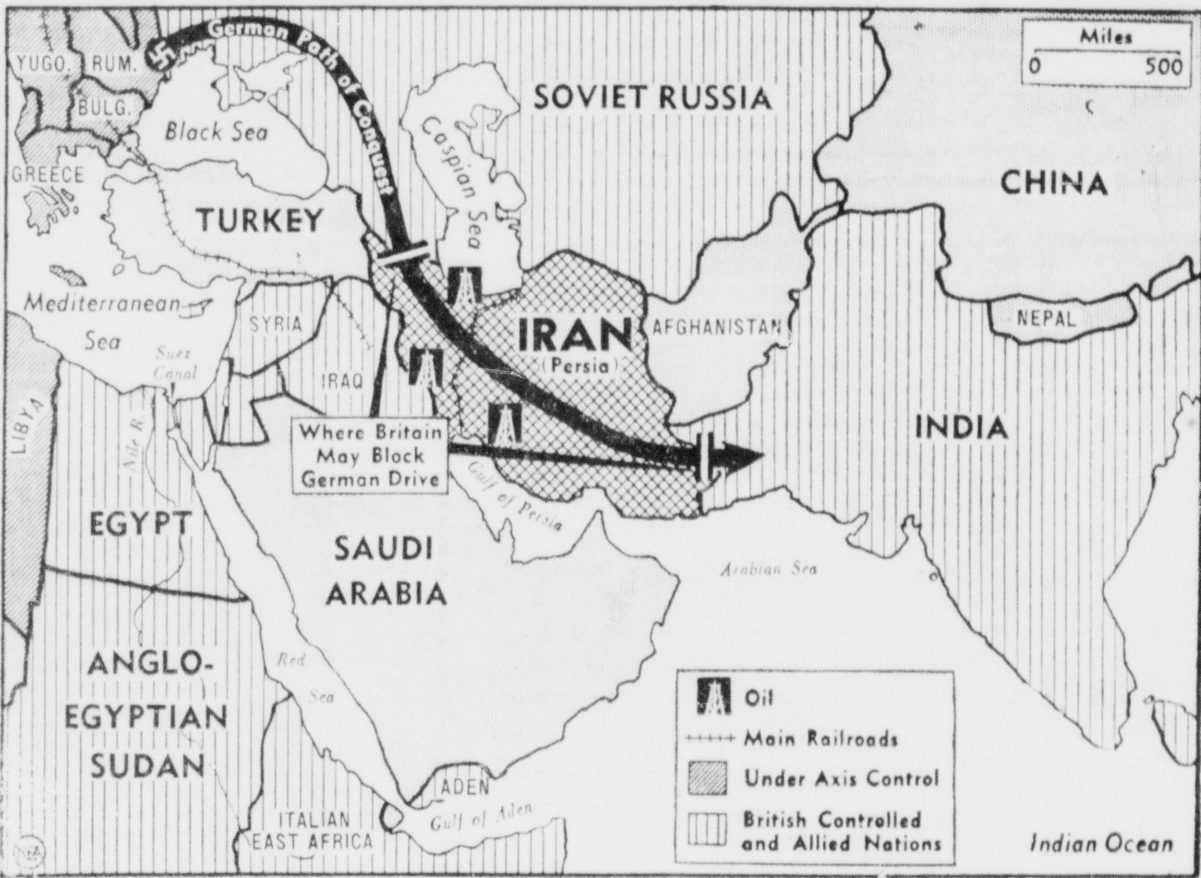 German Path of Conquest
Miles
0 500
YUGO.
RUM.
BULG.
Black Sea
GREECE
TURKEY
Caspian Sea
SOVIET RUSSIA
CHINA
Mediterranean
Sea
SYRIA
Suez
Canal
IRAQ
IRAN
(Persia)
AFGHANISTAN
NEPAL
LIBYA
Nile R.
Where Britain
May Block
German Drive
INDIA
Gulf of Persia
EGYPT
SAUDI
ARABIA
Arabian Sea
ANGLO-
EGYPTIAN
SUDAN
Red
Sea
ADEN
Gulf of Aden
ITALIAN
EAST AFRICA
Oil
Main Railroads
Under Axis Control
British Controlled
and Allied Nations
Indian Ocean
NEA